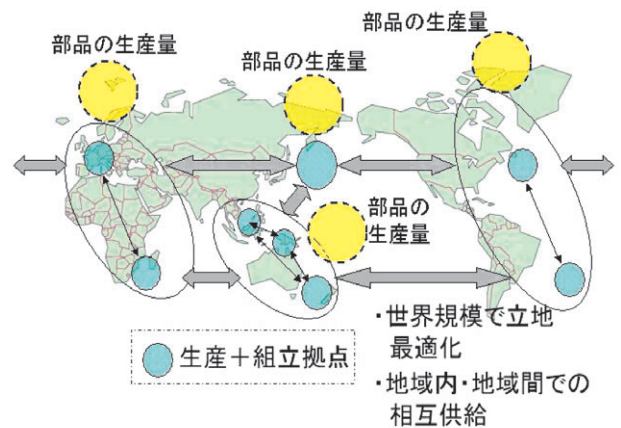 部品の生産量
部品の生産量
部品の生産量
部品の
生産量
生産＋組立拠点
・世界規模で立地
最適化
・地域内・地域間での
相互供給